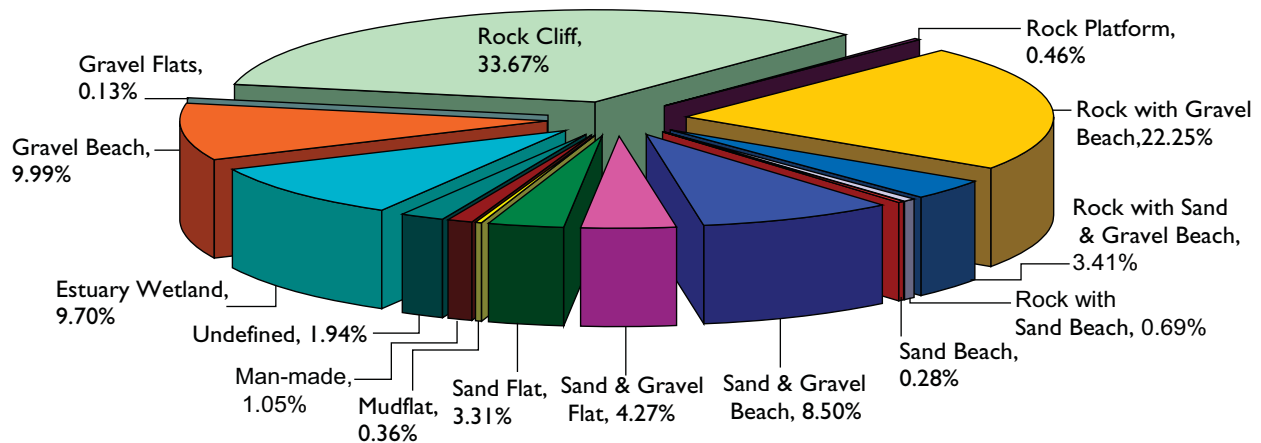 Rock Cliff,
33.67%
Rock Platform,
0.46%
Rock with Gravel
Beach,22.25%
Rock with Sand
& Gravel Beach,
3.41%
Rock with
Sand Beach, 0.69%
Sand Beach,
0.28%
Sand & Gravel
Beach, 8.50%
Sand & Gravel
Flat, 4.27%
Sand Flat,
3.31%
Mudflat,
0.36%
Man-made,
1.05%
Undefined, 1.94%
Estuary Wetland,
9.70%
Gravel Beach,
9.99%
Gravel Flats,
0.13%